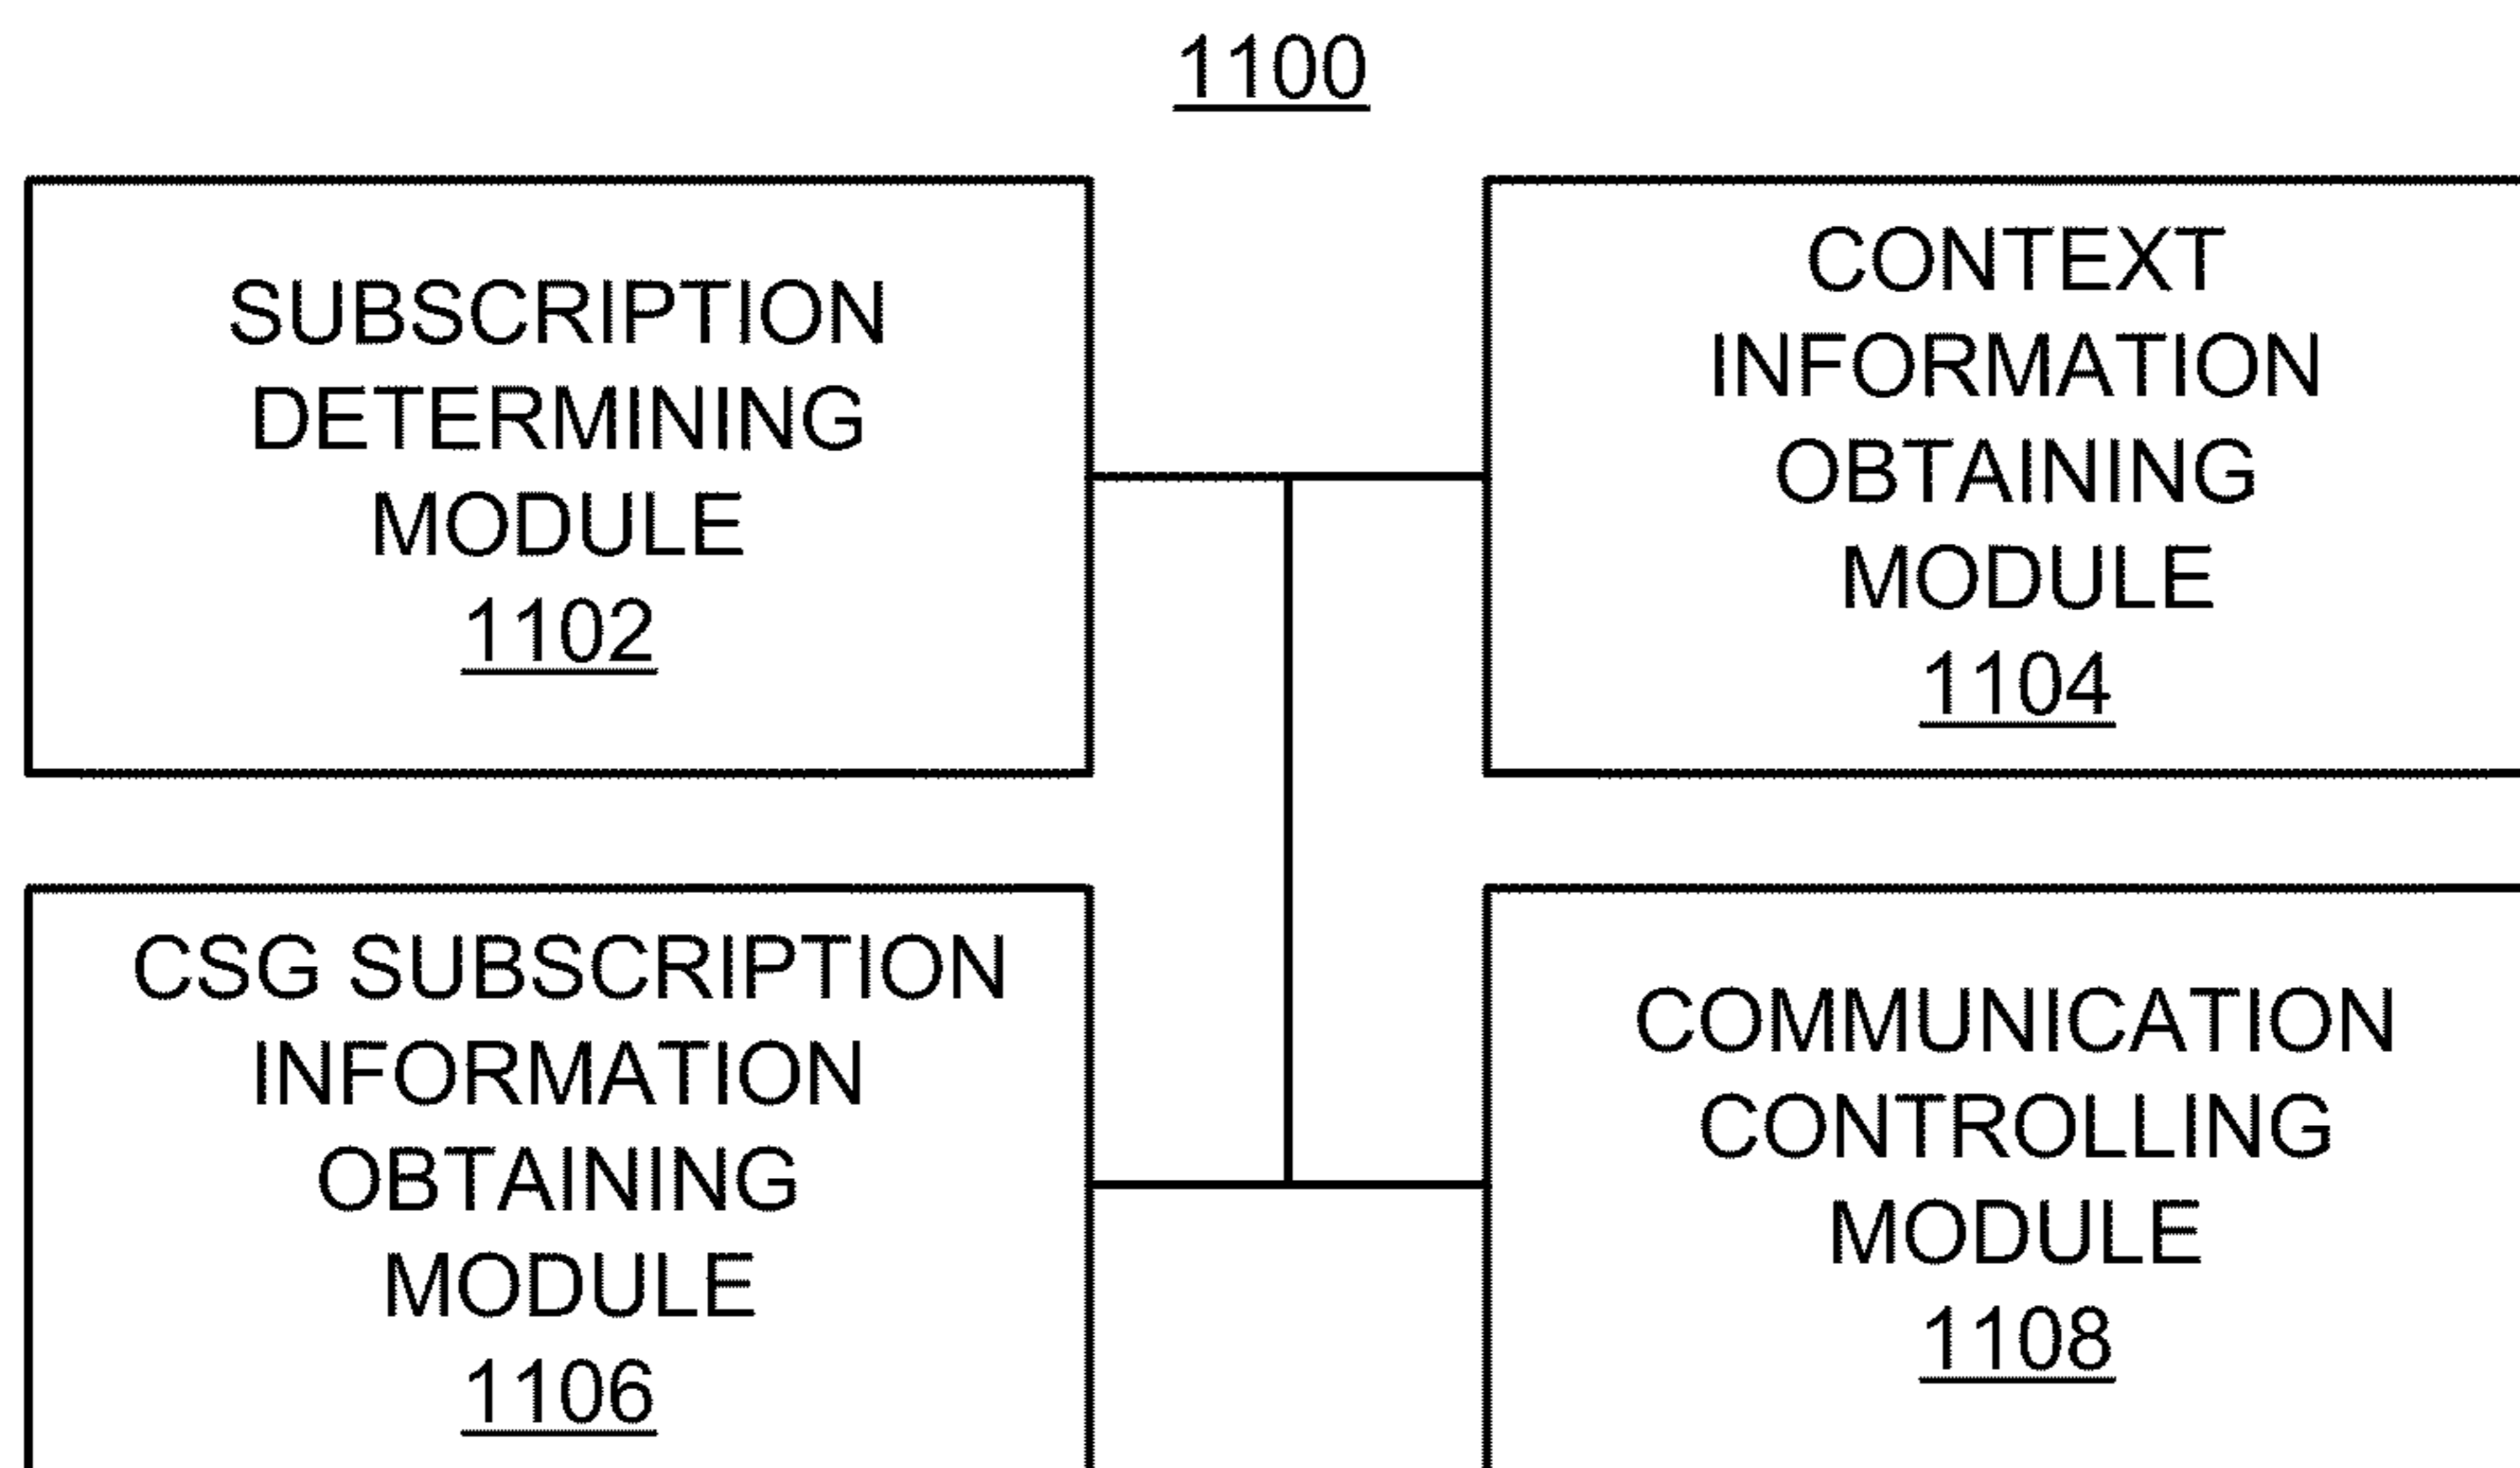 1100
SUBSCRIPTION
DETERMINING
MODULE
1102
CONTEXT
INFORMATION
OBTAINING
MODULE
1104
CSG SUBSCRIPTION
INFORMATION
OBTAINING
MODULE
1106
COMMUNICATION
CONTROLLING
MODULE
1108